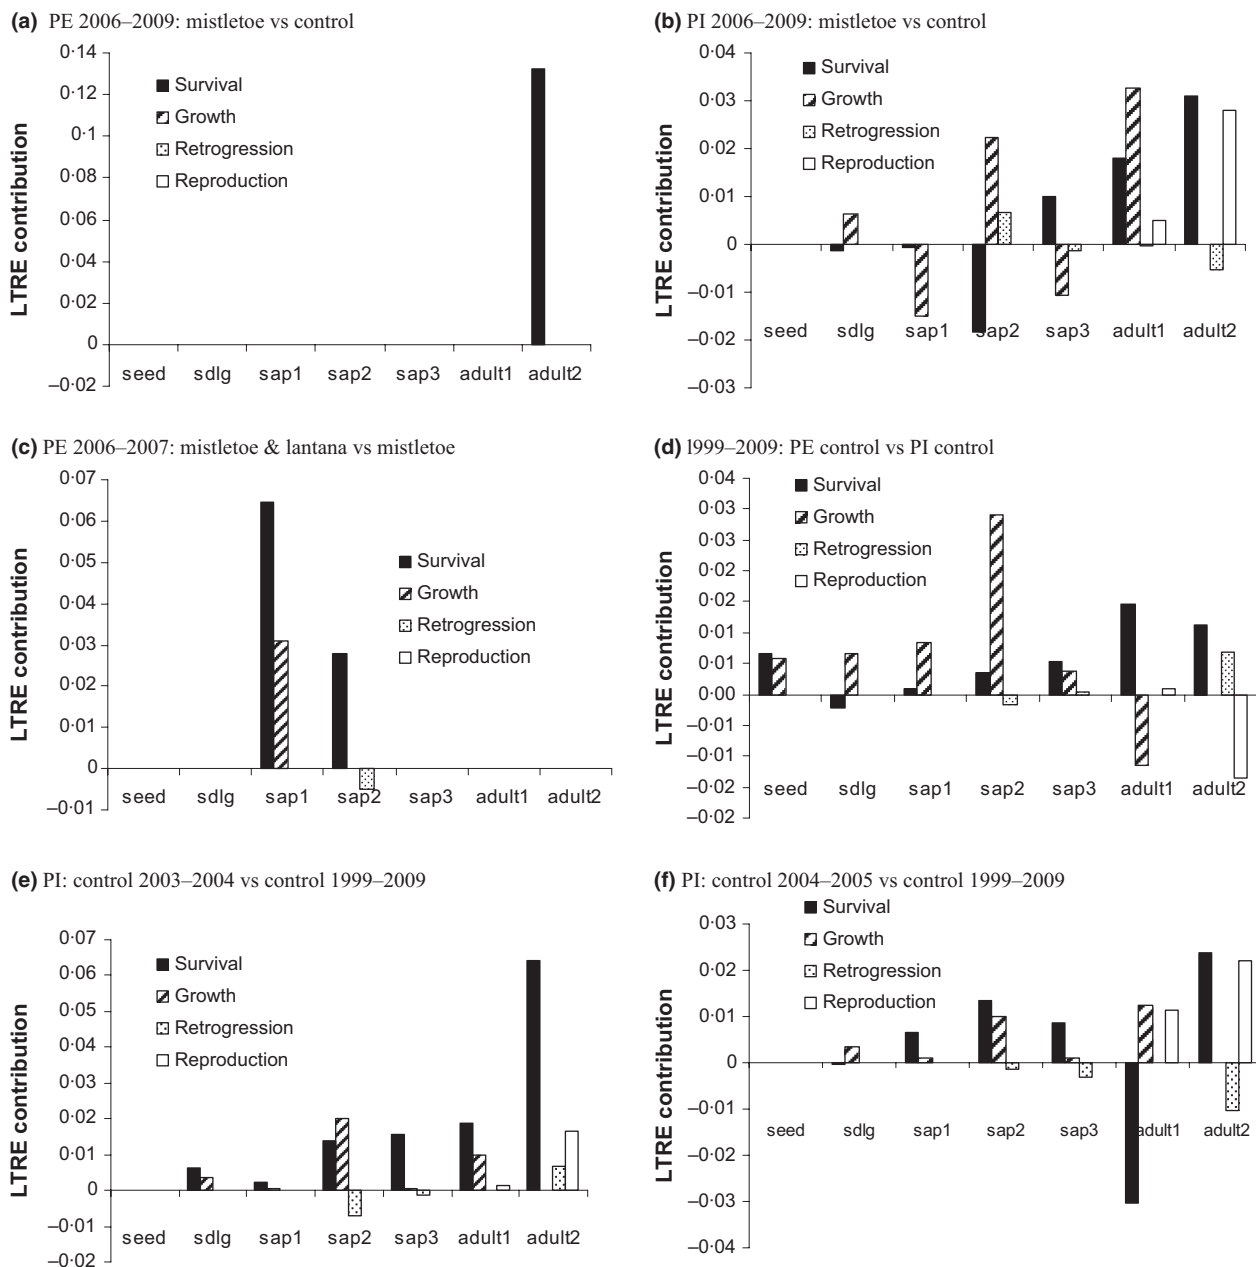 (a) PE 2006–2009: mistletoe vs control
LTRE contribution
0·14
0·12
0·1
0·08
0·06
0·04
0·02
0
–0·02
Survival
Growth
Retrogression
Reproduction
seed sdlg sap1 sap2 sap3 adult1 adult2
(b) PI 2006–2009: mistletoe vs control
LTRE contribution
0·04
0·03
0·02
0·01
0
–0·01
–0·02
–0·03
Survival
Growth
Retrogression
Reproduction
seed sdlg sap1 sap2 sap3 adult1 adult2
(c) PE 2006–2007: mistletoe & lantana vs mistletoe
LTRE contribution
0·07
0·06
0·05
0·04
0·03
0·02
0·01
0
–0·01
Survival
Growth
Retrogression
Reproduction
seed sdlg sap1 sap2 sap3 adult1 adult2
(d) l999–2009: PE control vs PI control
LTRE contribution
0·04
0·03
0·03
0·02
0·02
0·01
0·01
0·00
–0·01
–0·01
–0·02
–0·02
Survival
Growth
Retrogression
Reproduction
seed sdlg sap1 sap2 sap3 adult1 adult2
(e) PI: control 2003–2004 vs control 1999–2009
LTRE contribution
0·07
0·06
0·05
0·04
0·03
0·02
0·01
0
–0·01
–0·02
Survival
Growth
Retrogression
Reproduction
seed sdlg sap1 sap2 sap3 adult1 adult2
(f) PI: control 2004–2005 vs control 1999–2009
LTRE contribution
0·03
0·02
0·01
0
–0·01
–0·02
–0·03
–0·04
Survival
Growth
Retrogression
Reproduction
seed sdlg sap1 sap2 sap3 adult1 adult2